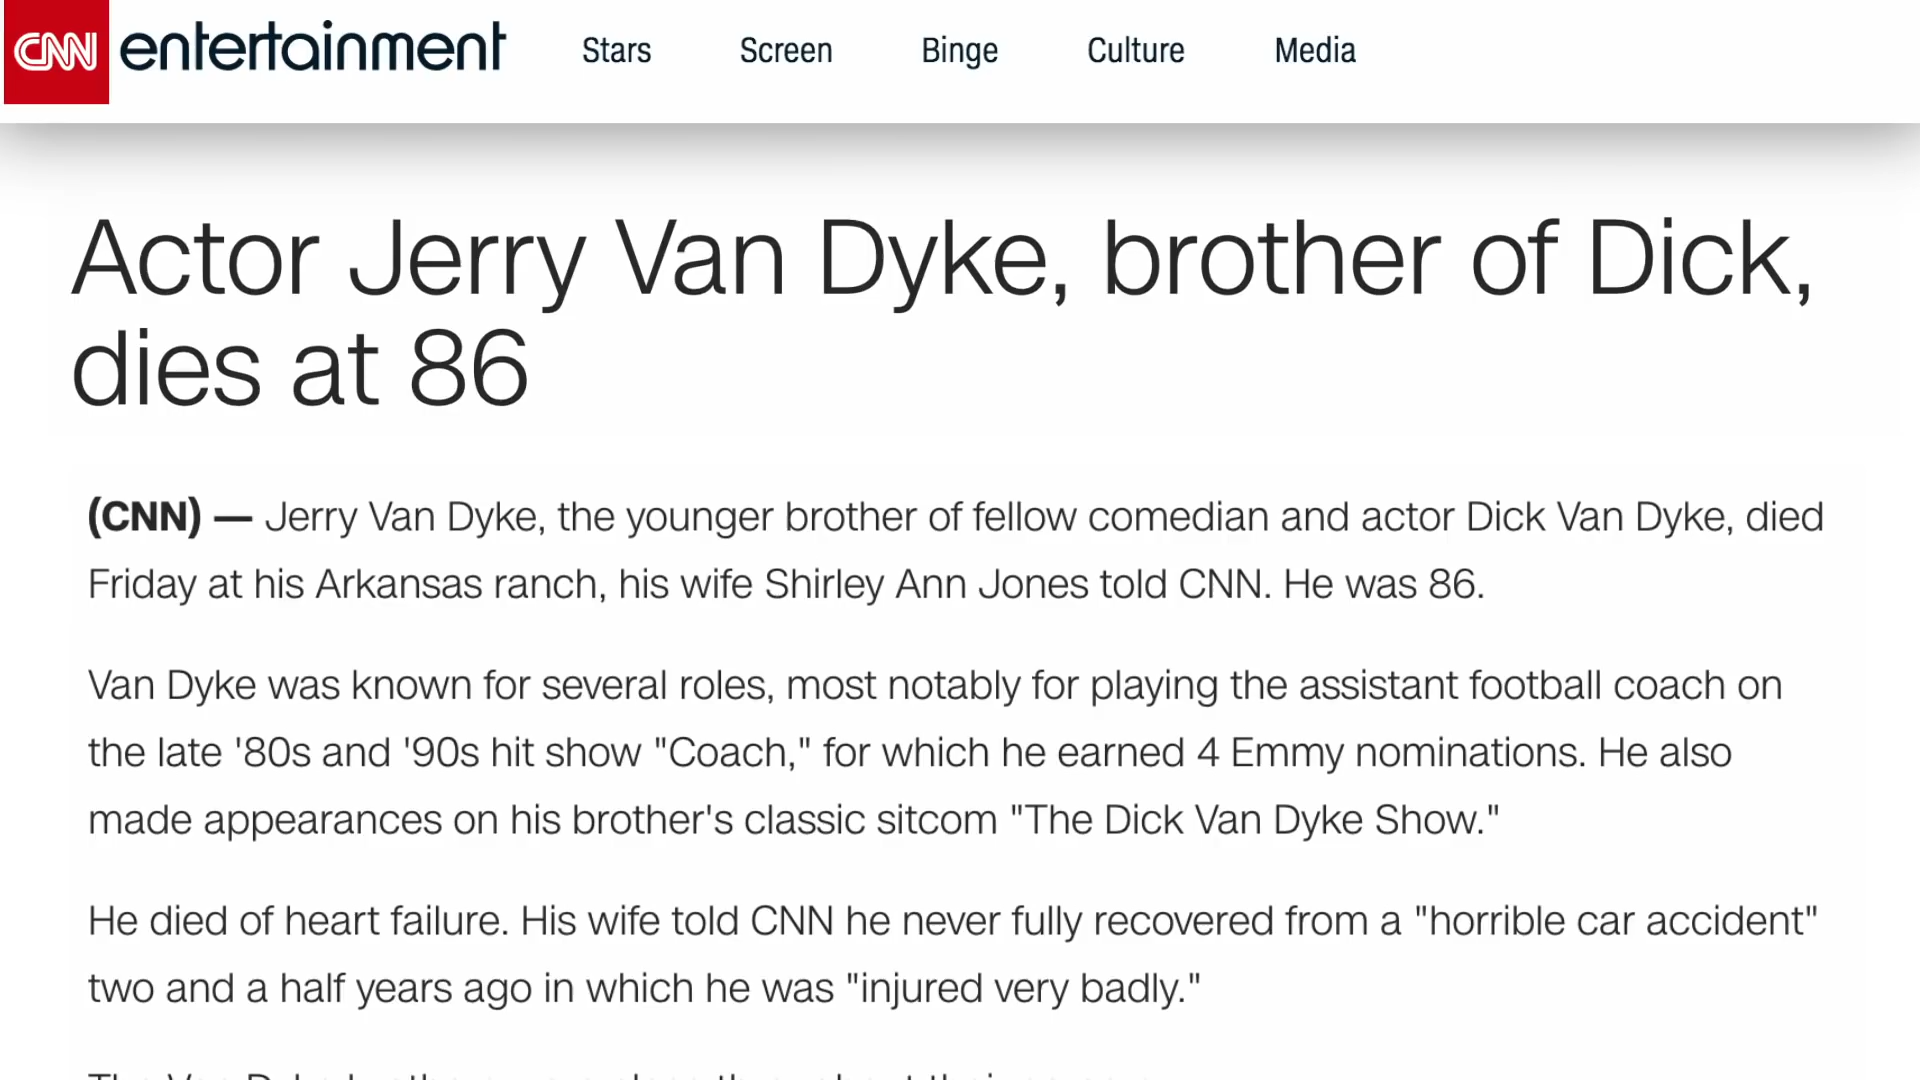 CNN entertainment Stars Screen Binge Culture Media
Actor Jerry Van Dyke, brother of Dick,
dies at 86
(CNN) — Jerry Van Dyke, the younger brother of fellow comedian and actor Dick Van Dyke, died
Friday at his Arkansas ranch, his wife Shirley Ann Jones told CNN. He was 86.
Van Dyke was known for several roles, most notably for playing the assistant football coach on
the late '80s and '90s hit show "Coach," for which he earned 4 Emmy nominations. He also
made appearances on his brother's classic sitcom "The Dick Van Dyke Show."
He died of heart failure. His wife told CNN he never fully recovered from a "horrible car accident"
two and a half years ago in which he was "injured very badly."